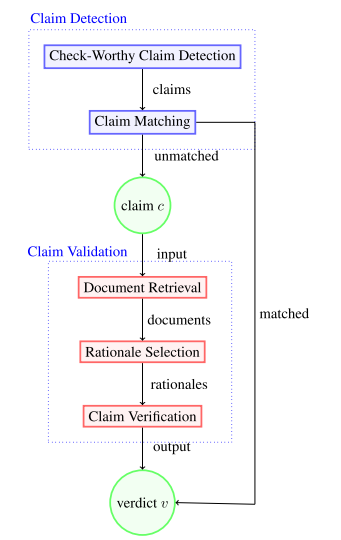 Claim Detection
Check-Worthy Claim Detection
claims
Claim Matching
unmatched
claim c
input
Claim Validation
Document Retrieval
documents
matched
Rationale Selection
rationales
Claim Verification
output
verdict v